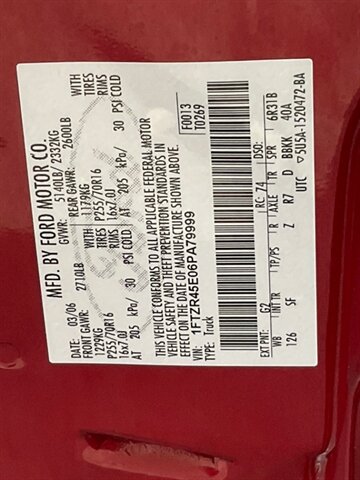 MFD. BY FORD MOTOR CO.
DATE: 03/06 GVWR: 5140LB/ 2332KG
FRONT GAWR: 2710LB REAR GAWR: 2600LB
1229KG WITH 1179KG WITH
P255/70R16 TIRES P255/70R16 TIRES
16x7.0J RIMS 16x7.0J RIMS
AT 205 kPa/ 30 PSI COLD AT 205 kPa/ 30 PSI COLD
THIS VEHICLE CONFORMS TO ALL APPLICABLE FEDERAL MOTOR
VEHICLE SAFETY AND THEFT PREVENTION STANDARDS IN
EFFECT ON THE DATE OF MANUFACTURE SHOWN ABOVE.
VIN: 1FTZR45E06PA79999 F0013
TYPE: Truck T0269
EXT PNT: G2 RC: 74 DSO:
WB TP/PS R AXLE TR SPR 6R31B
126 SF Z R7 D BBKK 40A
UTC 5U5A-1520472-BA